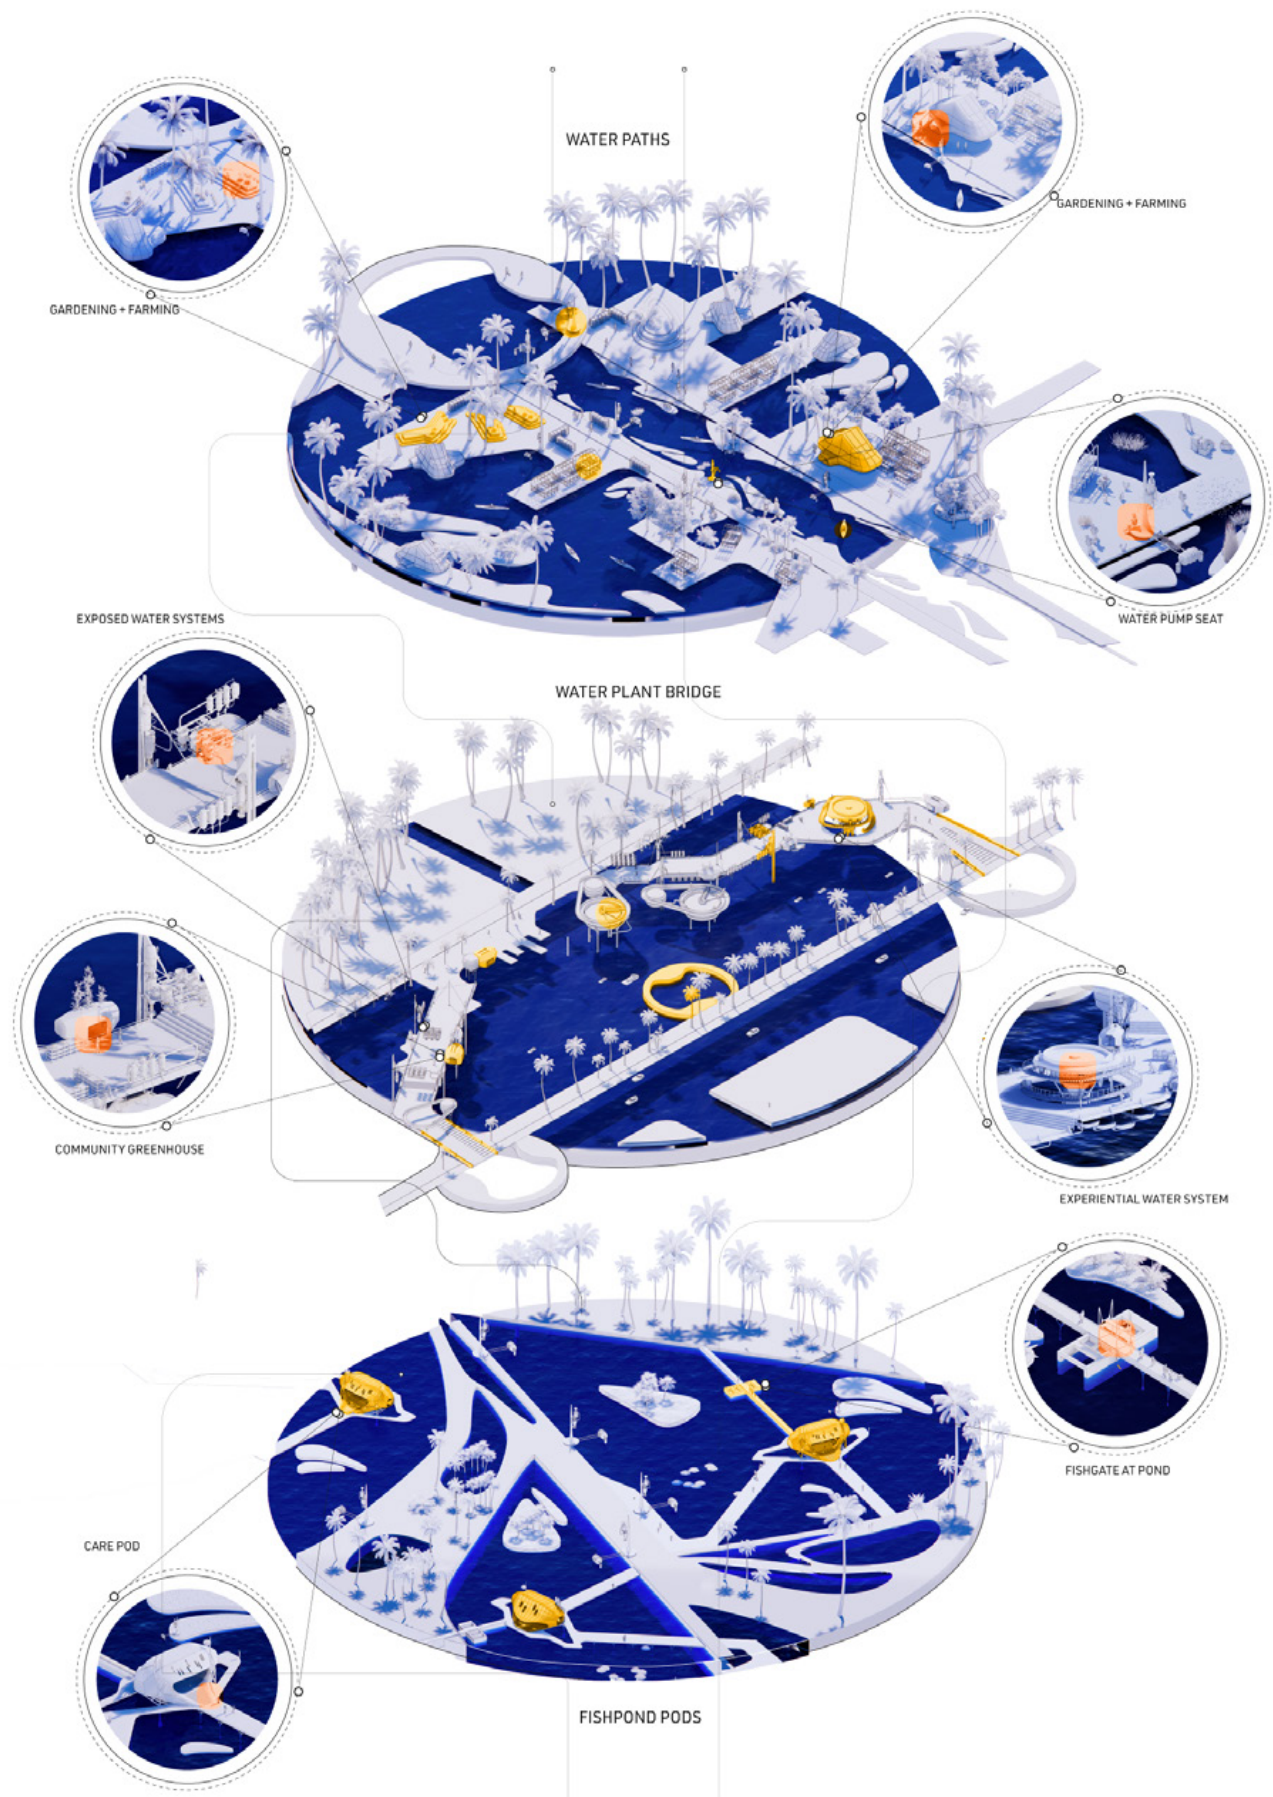 WATER PATHS
GARDENING + FARMING
GARDENING + FARMING
WATER PUMP SEAT
EXPOSED WATER SYSTEMS
WATER PLANT BRIDGE
COMMUNITY GREENHOUSE
EXPERIENTIAL WATER SYSTEM
FISHGATE AT POND
CARE POD
FISHPOND PODS